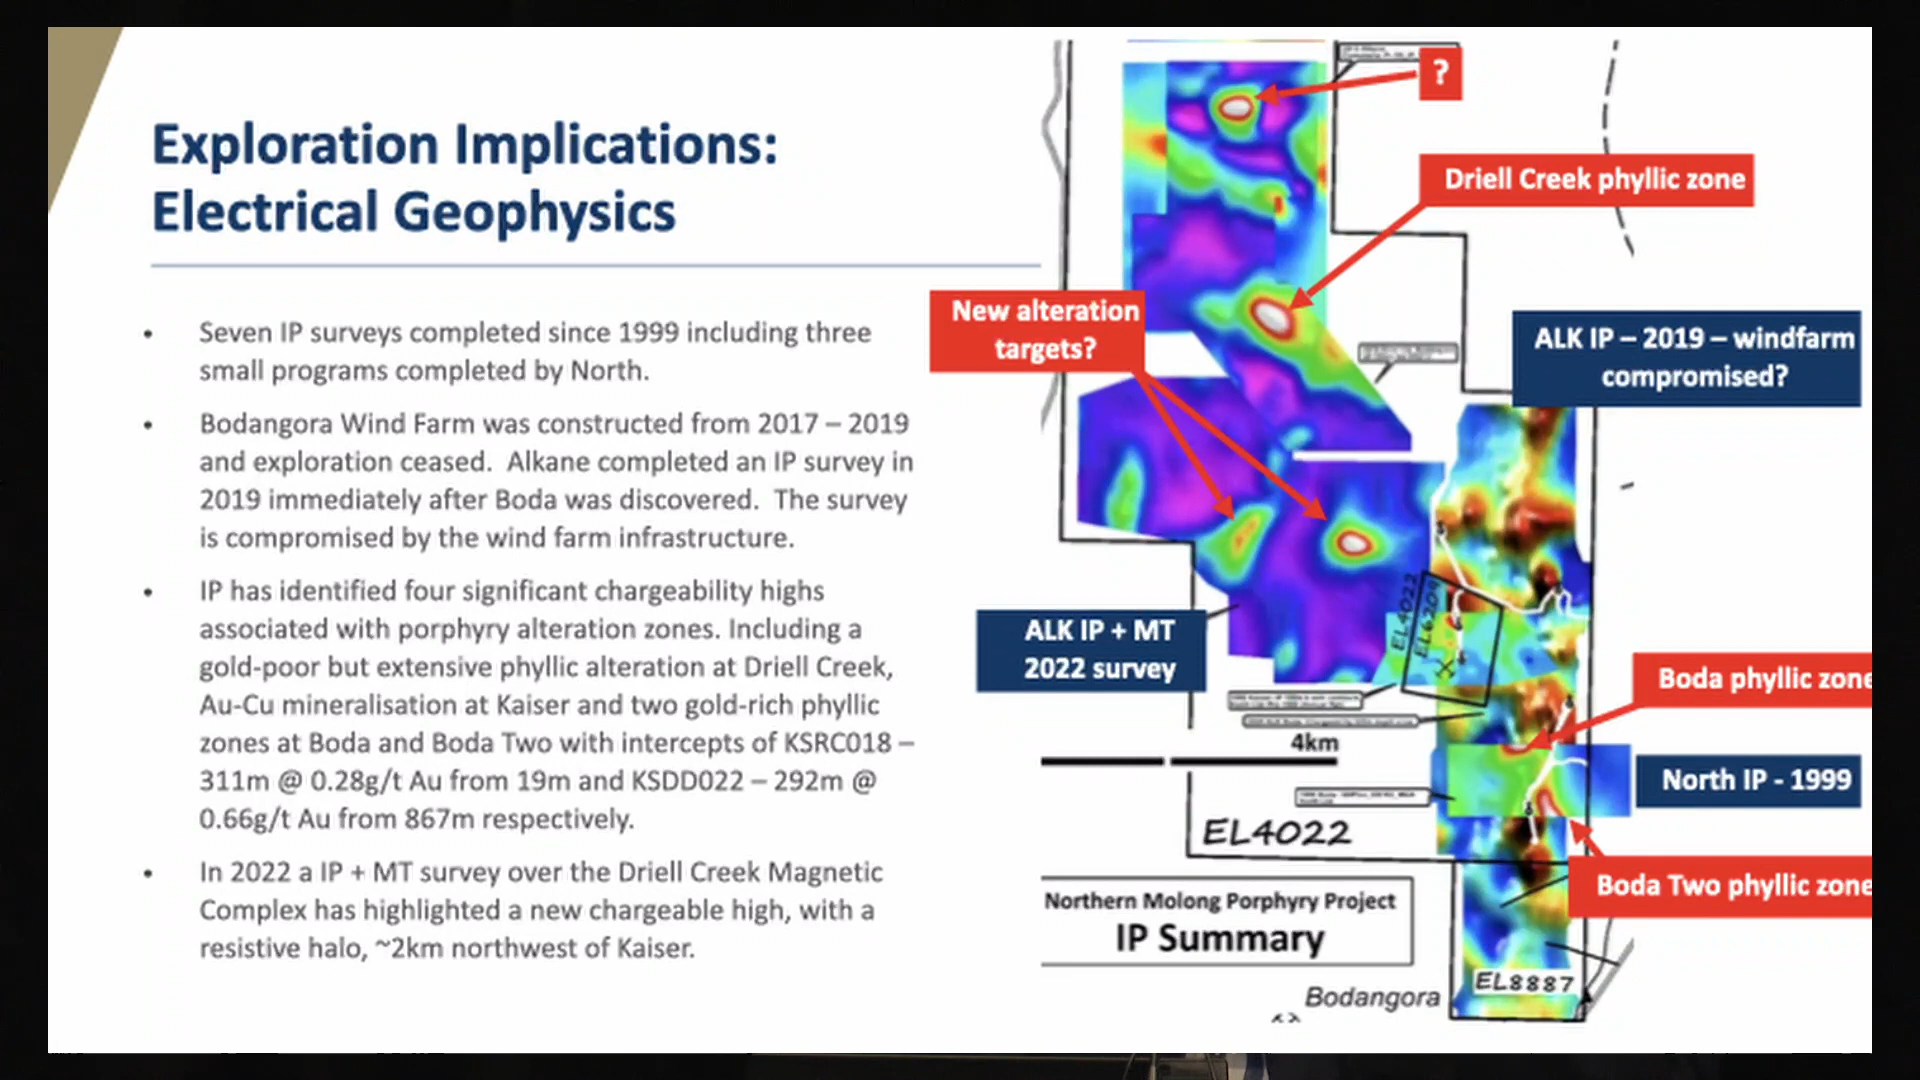 Exploration Implications:
Electrical Geophysics
• Seven IP surveys completed since 1999 including three
small programs completed by North.
• Bodangora Wind Farm was constructed from 2017 – 2019
and exploration ceased. Alkane completed an IP survey in
2019 immediately after Boda was discovered. The survey
is compromised by the wind farm infrastructure.
• IP has identified four significant chargeability highs
associated with porphyry alteration zones. Including a
gold-poor but extensive phyllic alteration at Driell Creek,
Au-Cu mineralisation at Kaiser and two gold-rich phyllic
zones at Boda and Boda Two with intercepts of KSRC018 –
311m @ 0.28g/t Au from 19m and KSDD022 – 292m @
0.66g/t Au from 867m respectively.
• In 2022 a IP + MT survey over the Driell Creek Magnetic
Complex has highlighted a new chargeable high, with a
resistive halo, ~2km northwest of Kaiser.
?
Driell Creek phyllic zone
New alteration
targets?
ALK IP – 2019 – windfarm
compromised?
EL4022
EL6209
ALK IP + MT
2022 survey
Boda phyllic zone
4km
North IP - 1999
EL4022
Boda Two phyllic zone
Northern Molong Porphyry Project
IP Summary
EL8887
Bodangora